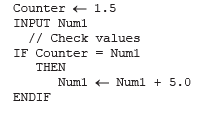 Counter ← 1.5
INPUT Num1
// Check values
IF Counter = Num1
THEN
Num1 ← Num1 + 5.0
ENDIF